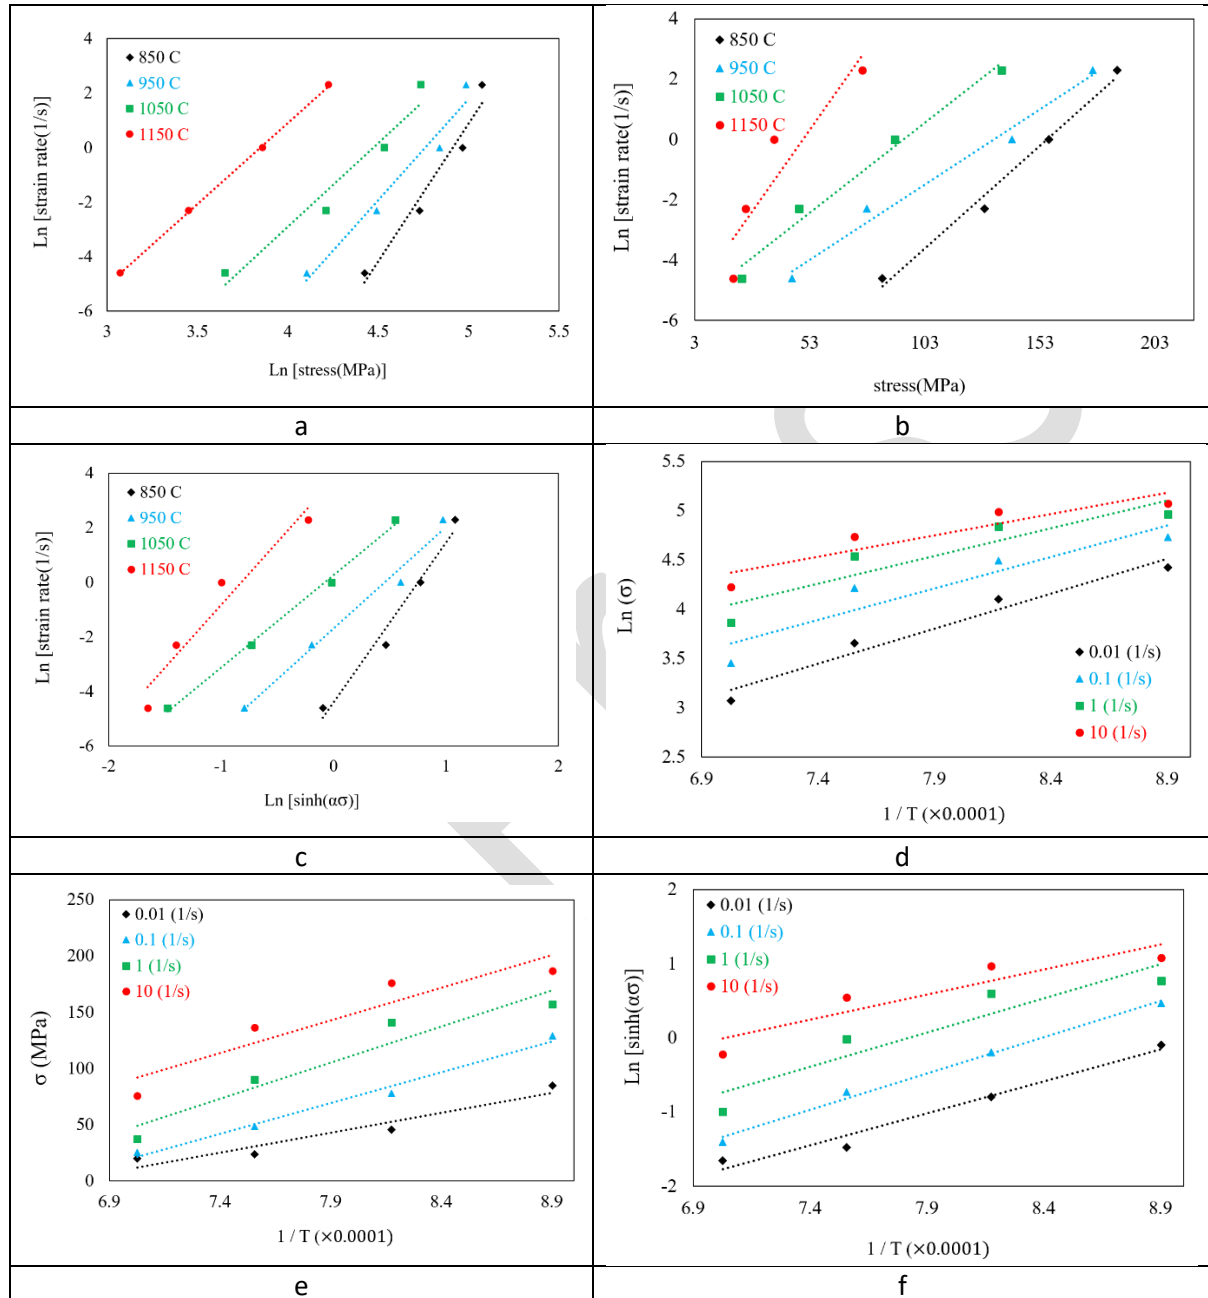 4
2
0
-2
-4
-6
3
3.5
4
4.5
5
5.5
850 C
950 C
1050 C
1150 C
Ln [strain rate(1/s)]
Ln [stress(MPa)]
a
4
2
0
-2
-4
-6
3
53
103
153
203
850 C
950 C
1050 C
1150 C
Ln [strain rate(1/s)]
stress(MPa)
b
4
2
0
-2
-4
-6
-2
-1
0
1
2
850 C
950 C
1050 C
1150 C
Ln [strain rate(1/s)]
Ln [sinh(ασ)]
c
5.5
5
4.5
4
3.5
3
2.5
6.9
7.4
7.9
8.4
8.9
0.01 (1/s)
0.1 (1/s)
1 (1/s)
10 (1/s)
Ln (σ)
1 / T (×0.0001)
d
250
200
150
100
50
0
6.9
7.4
7.9
8.4
8.9
0.01 (1/s)
0.1 (1/s)
1 (1/s)
10 (1/s)
σ (MPa)
1 / T (×0.0001)
e
2
1
0
-1
-2
6.9
7.4
7.9
8.4
8.9
0.01 (1/s)
0.1 (1/s)
1 (1/s)
10 (1/s)
Ln [sinh(ασ)]
1 / T (×0.0001)
f